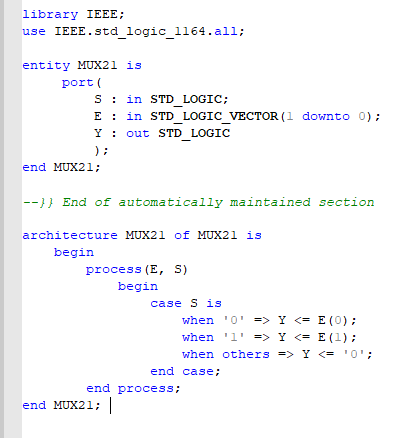 library IEEE;
use IEEE.std_logic_1164.all;
entity MUX21 is
port(
S : in STD_LOGIC;
E : in STD_LOGIC_VECTOR(1 downto 0);
Y : out STD_LOGIC
);
end MUX21;
--}} End of automatically maintained section
architecture MUX21 of MUX21 is
begin
process(E, S)
begin
case S is
when '0' => Y <= E(0);
when '1' => Y <= E(1);
when others => Y <= '0';
end case;
end process;
end MUX21;